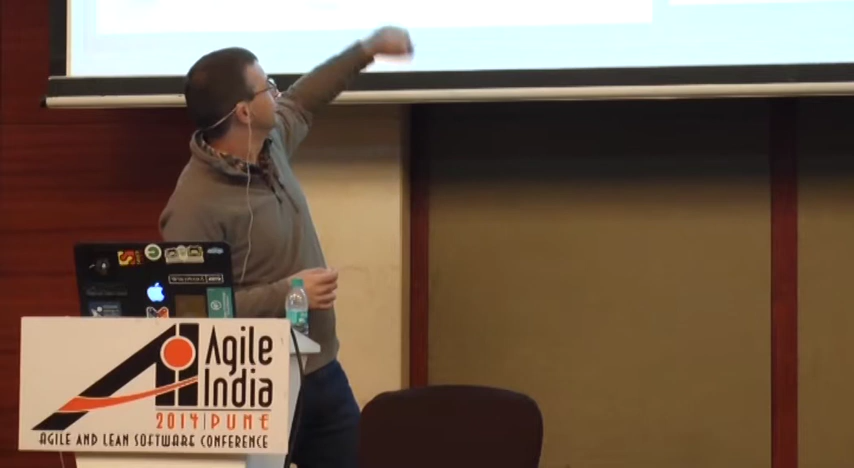 Agile
India
2014 | PUNE
AGILE AND LEAN SOFTWARE CONFERENCE